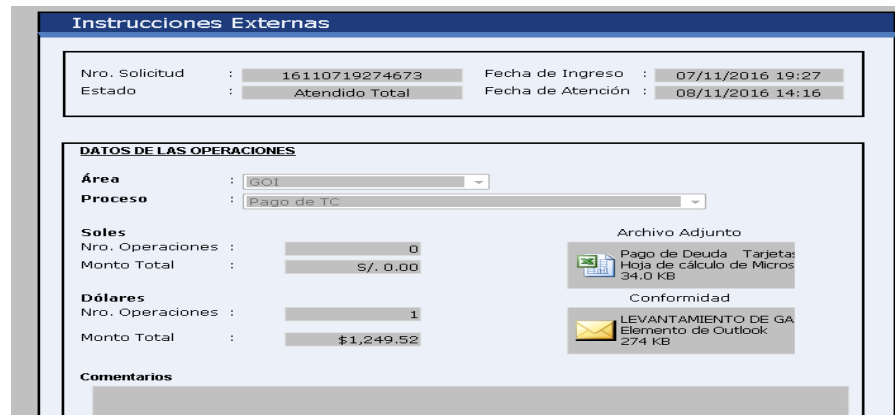 Instrucciones Externas
Nro. Solicitud : 16110719274673 Fecha de Ingreso : 07/11/2016 19:27
Estado : Atendido Total Fecha de Atención : 08/11/2016 14:16
DATOS DE LAS OPERACIONES
Área : GOI
Proceso : Pago de TC
Soles Archivo Adjunto
Nro. Operaciones : 0 Pago de Deuda Tarjetas
Monto Total : S/. 0.00 Hoja de cálculo de Micros
34.0 KB
Dólares Conformidad
Nro. Operaciones : 1 LEVANTAMIENTO DE GA
Elemento de Outlook
Monto Total : $1,249.52 274 KB
Comentarios